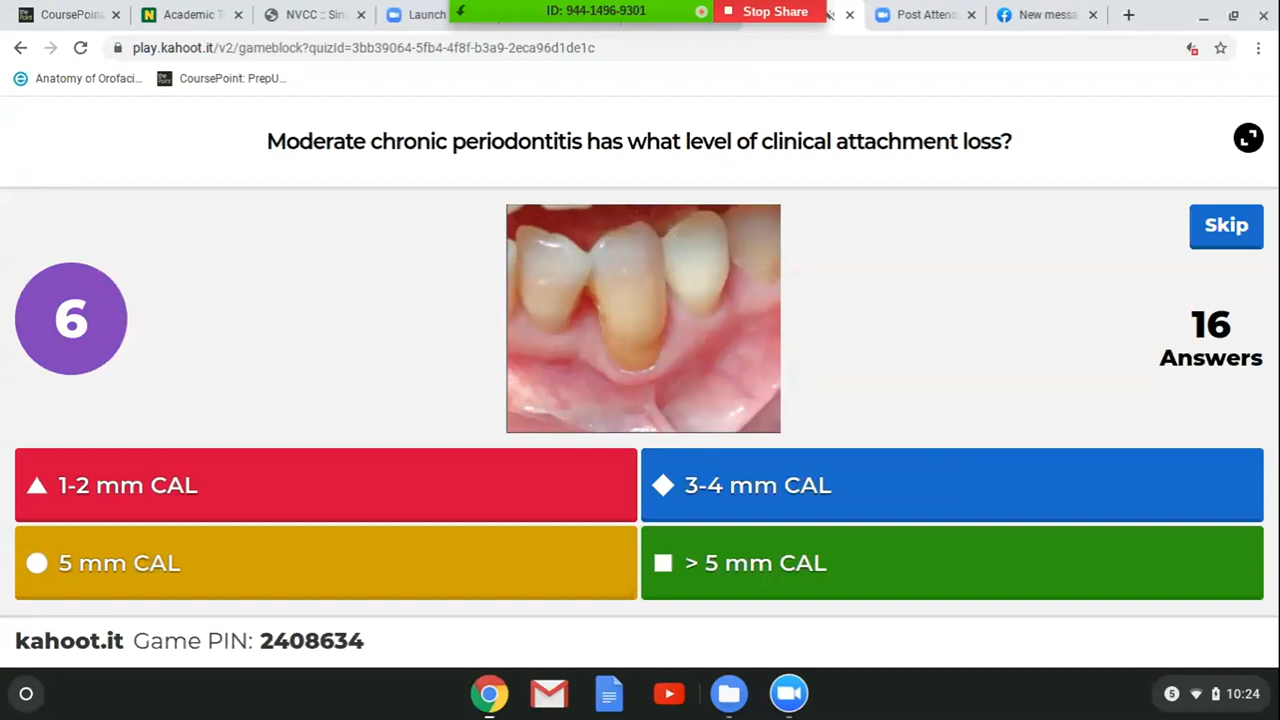 CoursePoint
Academic T
NVCC :: Sin
Launch
ID: 944-1496-9301
Stop Share
Post Attend
New messa
play.kahoot.it/v2/gameblock?quizId=3bb39064-5fb4-4f8f-b3a9-2eca96d1de1c
Anatomy of Orofaci...
the Point
CoursePoint: PrepU...
Moderate chronic periodontitis has what level of clinical attachment loss?
Skip
6
16
Answers
1-2 mm CAL
3-4 mm CAL
5 mm CAL
> 5 mm CAL
kahoot.it Game PIN: 2408634
5
10:24